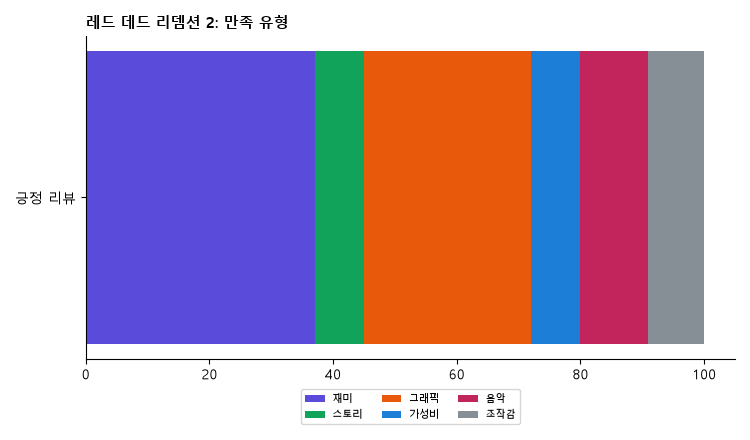 레드 데드 리뎀션 2: 만족 유형
긍정 리뷰
0 20 40 60 80 100
재미 그래픽 음악
스토리 가성비 조작감